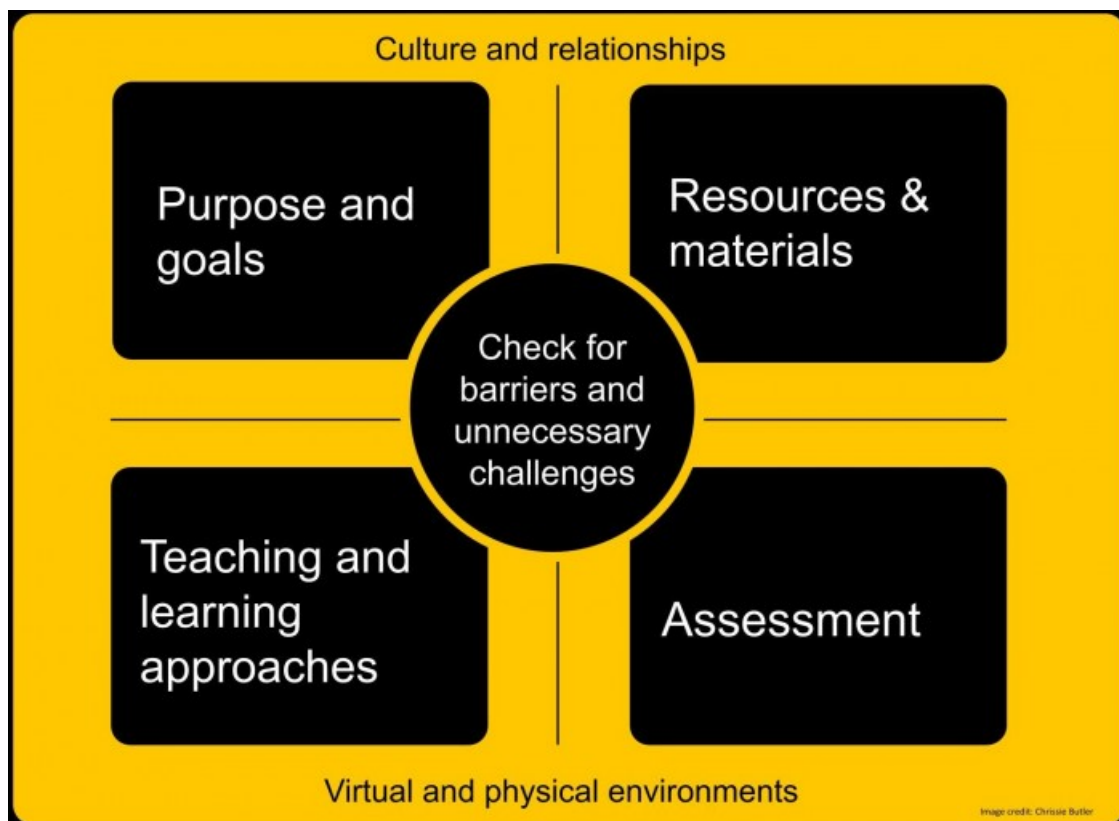 Culture and relationships
Purpose and
goals
Resources &
materials
Check for
barriers and
unnecessary
challenges
Teaching and
learning
approaches
Assessment
Virtual and physical environments
Image credit: Chrissie Butler